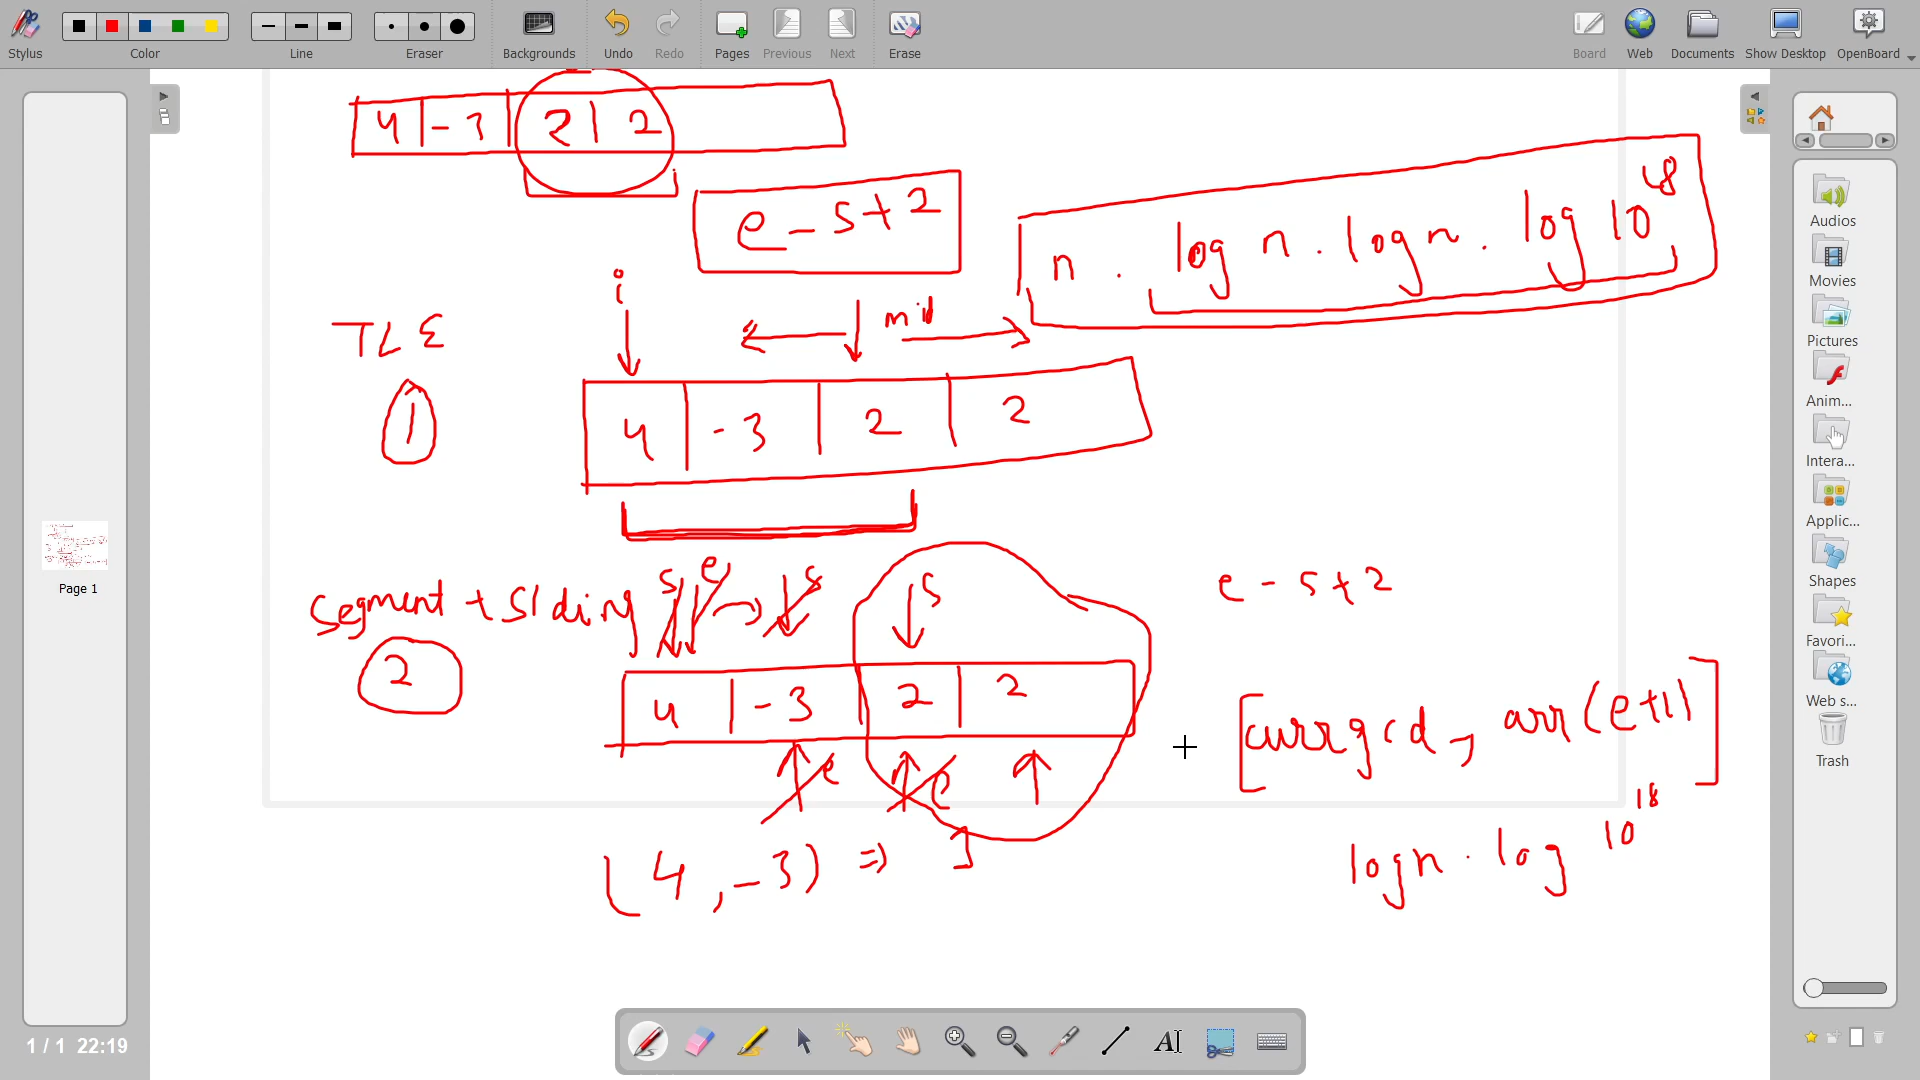 Stylus Color Line Eraser Backgrounds Undo Redo Pages Previous Next Erase Board Web Documents Show Desktop OpenBoard
4 -3 2 2
e - s + 2
n . log n . log n . log 10^18
i
TLE
mid
1
4 -3 2 2
segment + sliding s e s s
e - s + 2
2
4 -3 2 2
e e
[currgcd, arr(e+1)]
(4, -3) => 1
logn . log 10^18
Page 1
Audios
Movies
Pictures
Anim...
Intera...
Applic...
Shapes
Favori...
Web s...
Trash
1 / 1 22:19